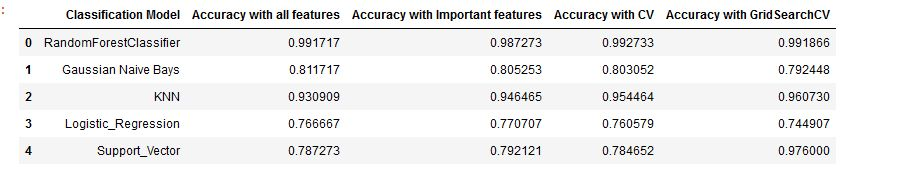 :
Classification Model Accuracy with all features Accuracy with Important features Accuracy with CV Accuracy with GridSearchCV
0 RandomForestClassifier 0.991717 0.987273 0.992733 0.991866
1 Gaussian Naive Bays 0.811717 0.805253 0.803052 0.792448
2 KNN 0.930909 0.946465 0.954464 0.960730
3 Logistic_Regression 0.766667 0.770707 0.760579 0.744907
4 Support_Vector 0.787273 0.792121 0.784652 0.976000